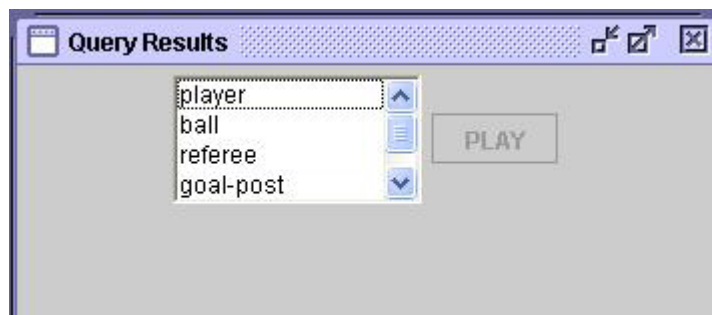 Query Results
player
ball
referee
goal-post
PLAY